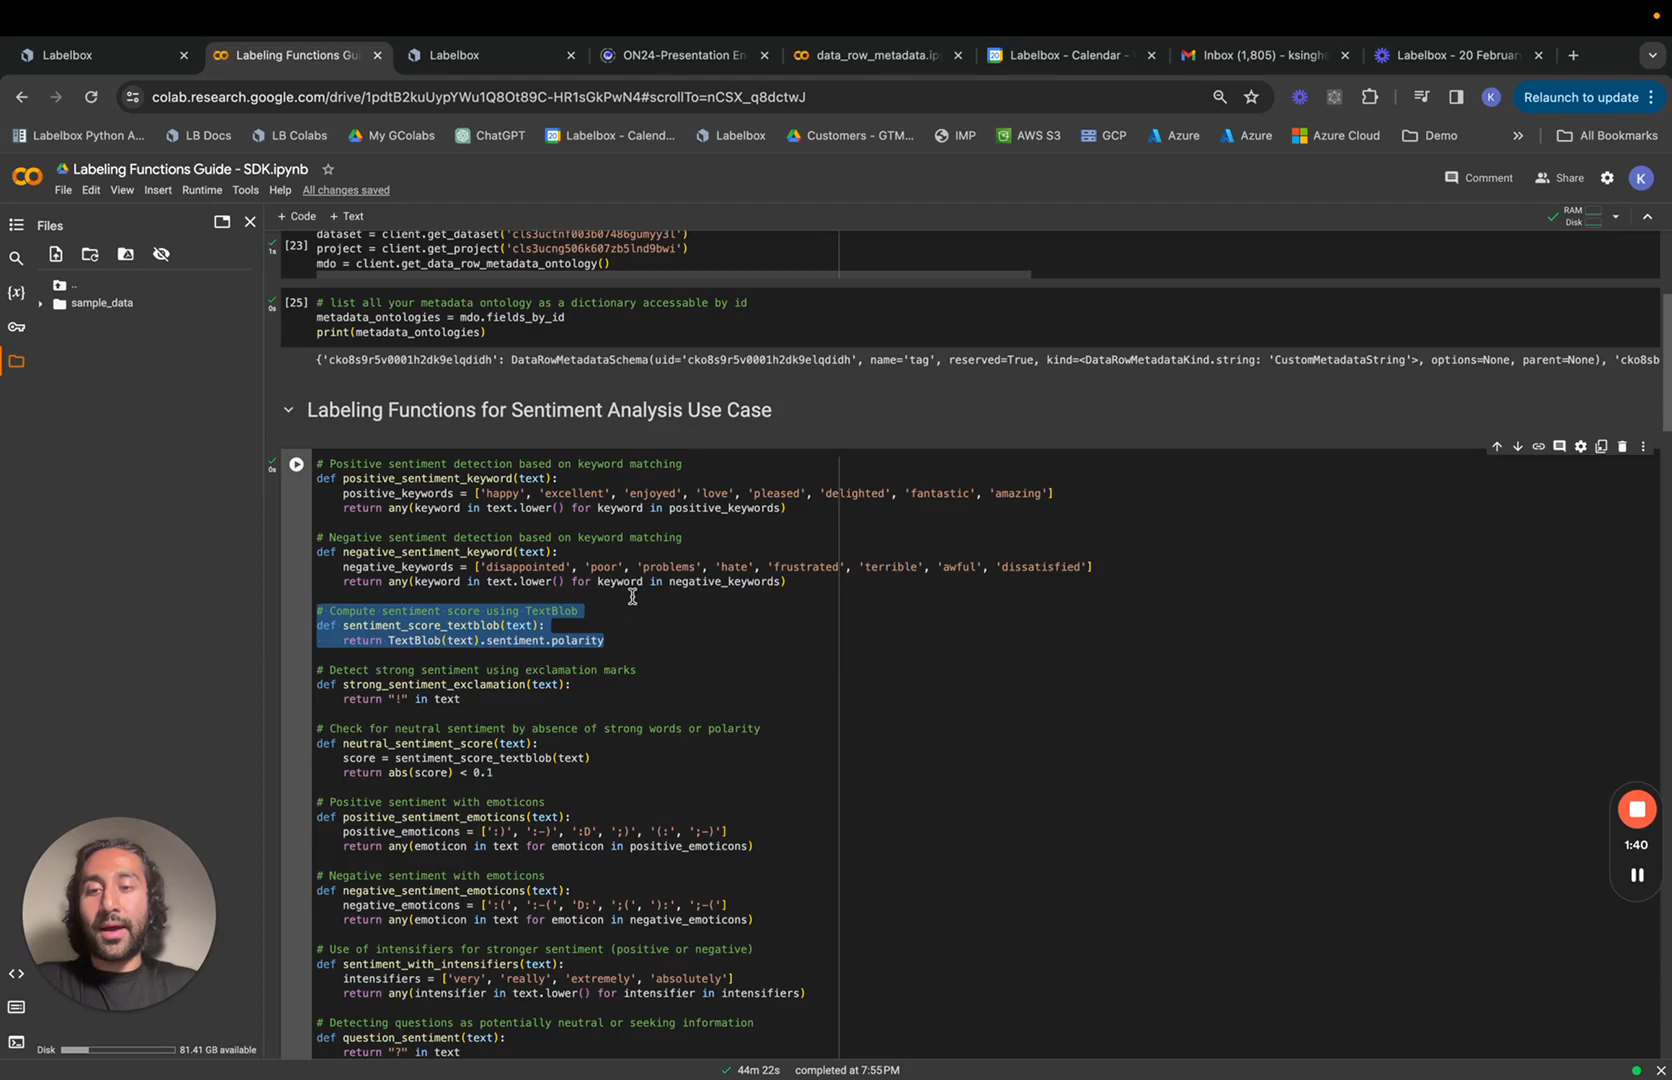 Labelbox
Labeling Functions Gu
Labelbox
ON24-Presentation En
data_row_metadata.ip
Labelbox - Calendar -
Inbox (1,805) - ksingh
Labelbox - 20 Februar
colab.research.google.com/drive/1pdtB2kuUypYWu1Q8Ot89C-HR1sGkPwN4#scrollTo=nCSX_q8dctwJ
K
Relaunch to update
Labelbox Python A...
LB Docs
LB Colabs
My GColabs
ChatGPT
Labelbox - Calend...
Labelbox
Customers - GTM...
IMP
AWS S3
GCP
Azure
Azure
Azure Cloud
Demo
All Bookmarks
Labeling Functions Guide - SDK.ipynb
File Edit View Insert Runtime Tools Help All changes saved
Comment
Share
K
Files
+ Code + Text
RAM
Disk
..
sample_data
[23]
1s
dataset = client.get_dataset('cls3uctnf003b07486gumyy3l')
project = client.get_project('cls3ucng506k607zb5lnd9bwi')
mdo = client.get_data_row_metadata_ontology()
[25]
0s
# list all your metadata ontology as a dictionary accessable by id
metadata_ontologies = mdo.fields_by_id
print(metadata_ontologies)
{'cko8s9r5v0001h2dk9elqdidh': DataRowMetadataSchema(uid='cko8s9r5v0001h2dk9elqdidh', name='tag', reserved=True, kind=<DataRowMetadataKind.string: 'CustomMetadataString'>, options=None, parent=None), 'cko8sb
Labeling Functions for Sentiment Analysis Use Case
0s
# Positive sentiment detection based on keyword matching
def positive_sentiment_keyword(text):
positive_keywords = ['happy', 'excellent', 'enjoyed', 'love', 'pleased', 'delighted', 'fantastic', 'amazing']
return any(keyword in text.lower() for keyword in positive_keywords)
# Negative sentiment detection based on keyword matching
def negative_sentiment_keyword(text):
negative_keywords = ['disappointed', 'poor', 'problems', 'hate', 'frustrated', 'terrible', 'awful', 'dissatisfied']
return any(keyword in text.lower() for keyword in negative_keywords)
# Compute sentiment score using TextBlob
def sentiment_score_textblob(text):
return TextBlob(text).sentiment.polarity
# Detect strong sentiment using exclamation marks
def strong_sentiment_exclamation(text):
return "!" in text
# Check for neutral sentiment by absence of strong words or polarity
def neutral_sentiment_score(text):
score = sentiment_score_textblob(text)
return abs(score) < 0.1
# Positive sentiment with emoticons
def positive_sentiment_emoticons(text):
positive_emoticons = [':)', ':-)', ':D', ';)', '(:', ';-)']
return any(emoticon in text for emoticon in positive_emoticons)
# Negative sentiment with emoticons
def negative_sentiment_emoticons(text):
negative_emoticons = [':(', ':-(', 'D:', ';(', '):', ';-(']
return any(emoticon in text for emoticon in negative_emoticons)
# Use of intensifiers for stronger sentiment (positive or negative)
def sentiment_with_intensifiers(text):
intensifiers = ['very', 'really', 'extremely', 'absolutely']
return any(intensifier in text.lower() for intensifier in intensifiers)
# Detecting questions as potentially neutral or seeking information
def question_sentiment(text):
return "?" in text
1:40
Disk
81.41 GB available
44m 22s completed at 7:55 PM